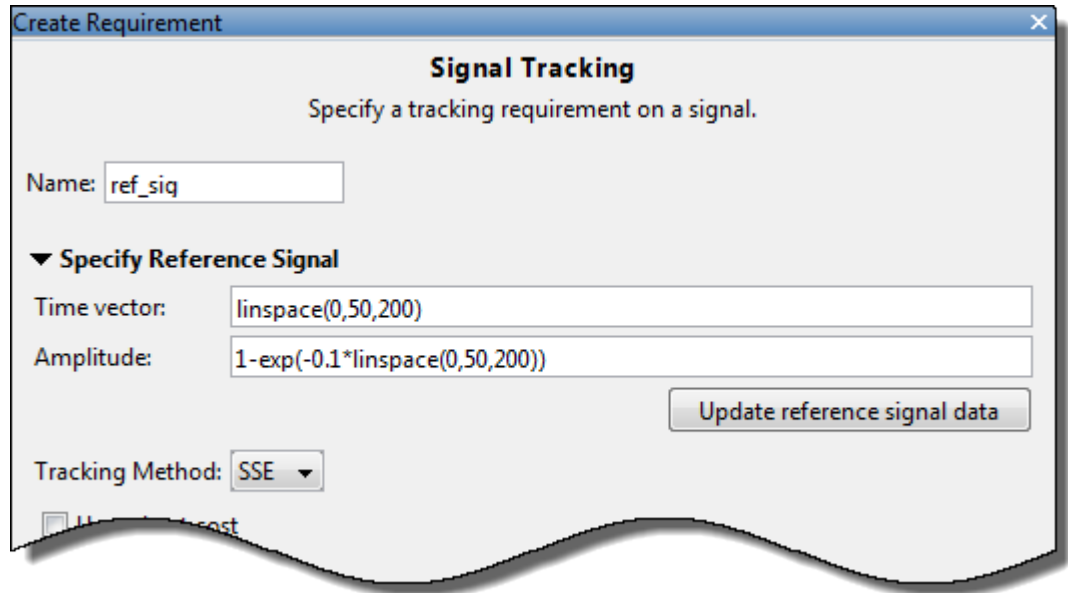 Create Requirement
Signal Tracking
Specify a tracking requirement on a signal.
Name: ref_sig
Specify Reference Signal
Time vector: linspace(0,50,200)
Amplitude: 1-exp(-0.1*linspace(0,50,200))
Update reference signal data
Tracking Method: SSE
cost